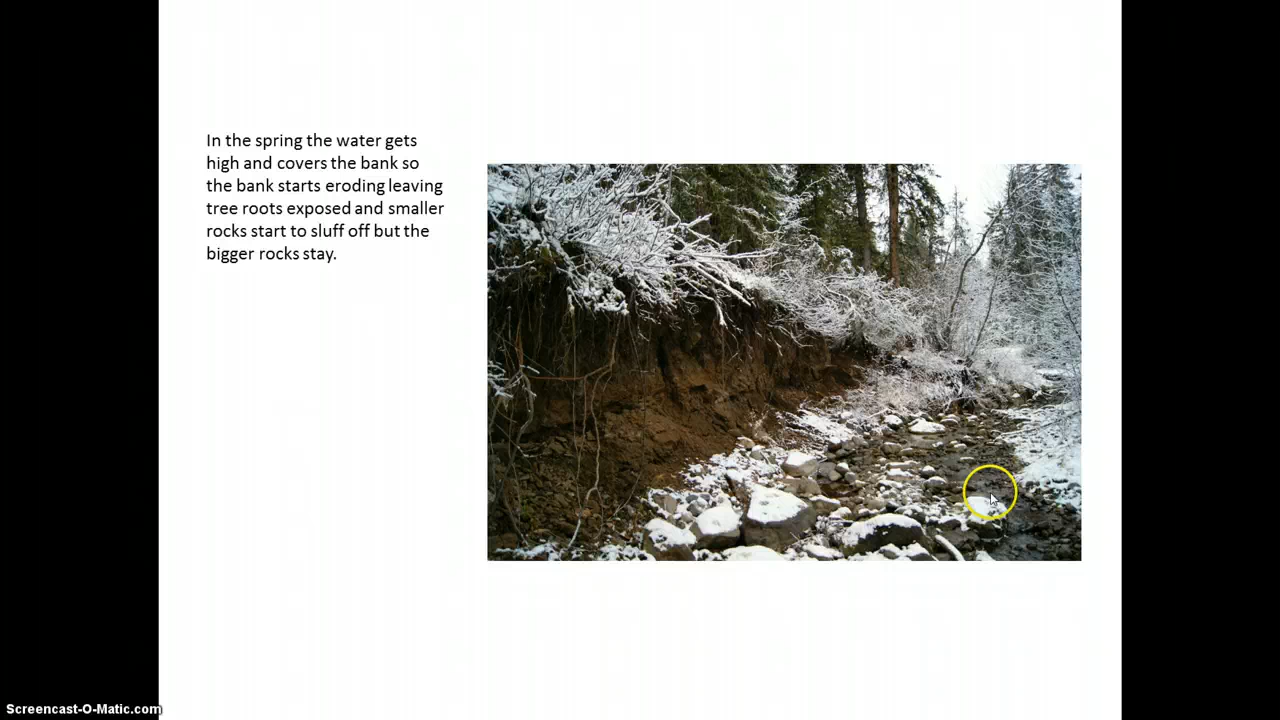 In the spring the water gets
high and covers the bank so
the bank starts eroding leaving
tree roots exposed and smaller
rocks start to sluff off but the
bigger rocks stay.
Screencast-O-Matic.com